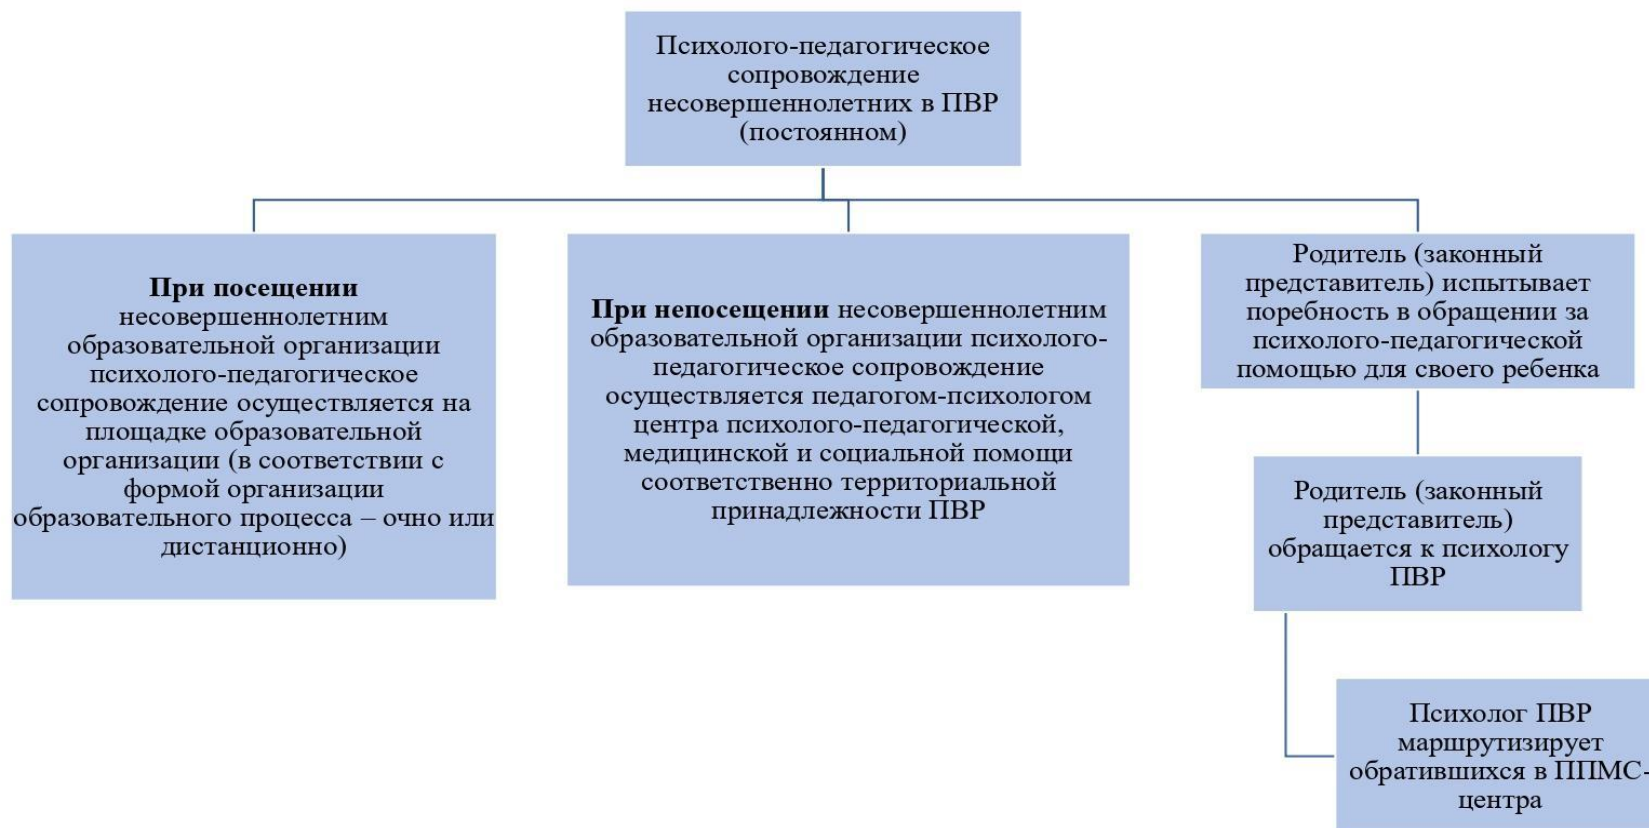 Психолого-педагогическое
сопровождение
несовершеннолетних в ПВР
(постоянном)
При посещении
несовершеннолетним
образовательной организации
психолого-педагогическое
сопровождение осуществляется на
площадке образовательной
организации (в соответствии с
формой организации
образовательного процесса – очно или
дистанционно)
При непосещении несовершеннолетним
образовательной организации психолого-
педагогическое сопровождение
осуществляется педагогом-психологом
центра психолого-педагогической,
медицинской и социальной помощи
соответственно территориальной
принадлежности ПВР
Родитель (законный
представитель) испытывает
поребность в обращении за
психолого-педагогической
помощью для своего ребенка
Родитель (законный
представитель)
обращается к психологу
ПВР
Психолог ПВР
маршрутизирует
обратившихся в ППМС-
центра